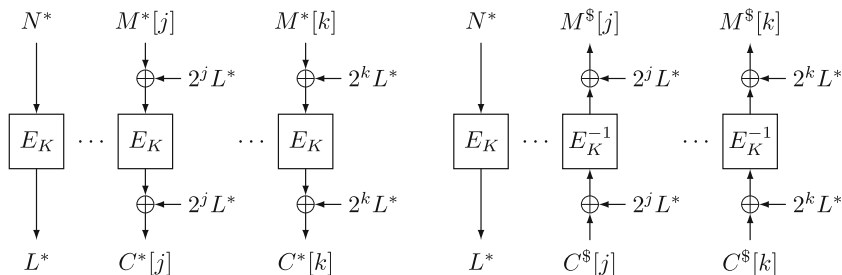 N* M*[j] M*[k] N* M$[j] M$[k]
2^j L* 2^k L* 2^j L* 2^k L*
E_K ··· E_K ··· E_K E_K ··· E_K^{-1} ··· E_K^{-1}
2^j L* 2^k L* 2^j L* 2^k L*
L* C*[j] C*[k] L* C$[j] C$[k]